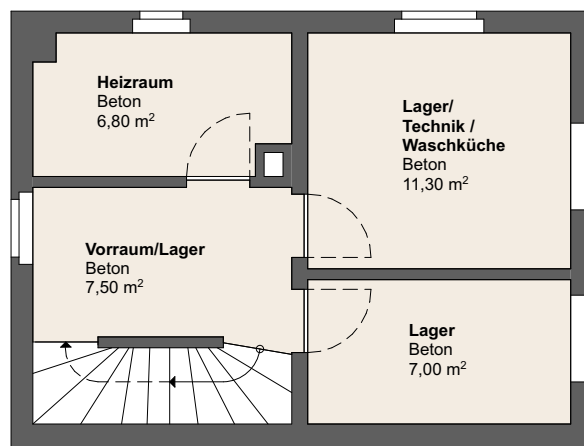 Heizraum
Beton
6,80 m²
Lager/
Technik /
Waschküche
Beton
11,30 m²
Vorraum/Lager
Beton
7,50 m²
Lager
Beton
7,00 m²